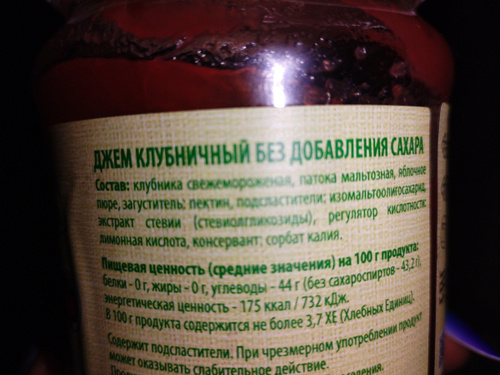 ДЖЕМ КЛУБНИЧНЫЙ БЕЗ ДОБАВЛЕНИЯ САХАРА
Состав: клубника свежемороженая, патока мальтозная, яблочное
пюре, загуститель: пектин, подсластители: изомальтоолигосахарид,
экстракт стевии (стевиолгликозиды), регулятор кислотности:
лимонная кислота, консервант: сорбат калия.
Пищевая ценность (средние значения) на 100 г продукта:
белки - 0 г, жиры - 0 г, углеводы - 44 г (без сахароспиртов - 43,2 г),
энергетическая ценность - 175 ккал / 732 кДж.
В 100 г продукта содержится не более 3,7 ХЕ (Хлебных Единиц).
Содержит подсластители. При чрезмерном употреблении продукт
может оказывать слабительное действие.